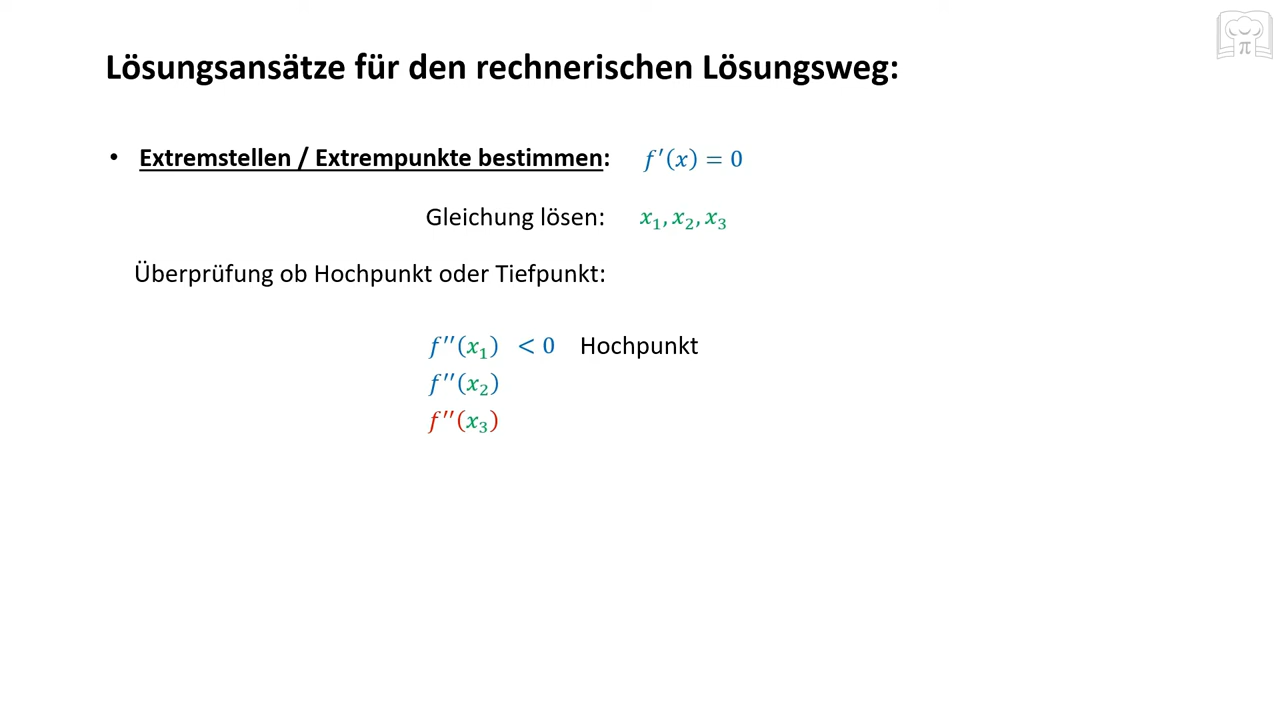 Lösungsansätze für den rechnerischen Lösungsweg:
• Extremstellen / Extrempunkte bestimmen: f′(x) = 0
Gleichung lösen: x₁, x₂, x₃
Überprüfung ob Hochpunkt oder Tiefpunkt:
f′′(x₁) < 0 Hochpunkt
f′′(x₂)
f′′(x₃)
π